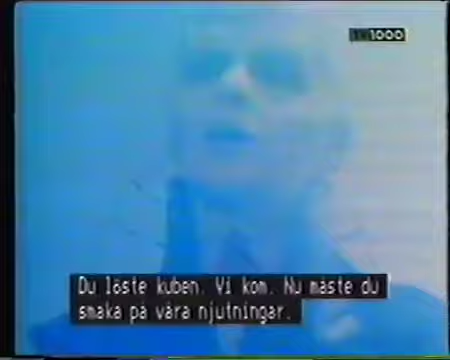 TV1000
Du löste kuben. Vi kom. Nu måste du
smaka på våra njutningar.